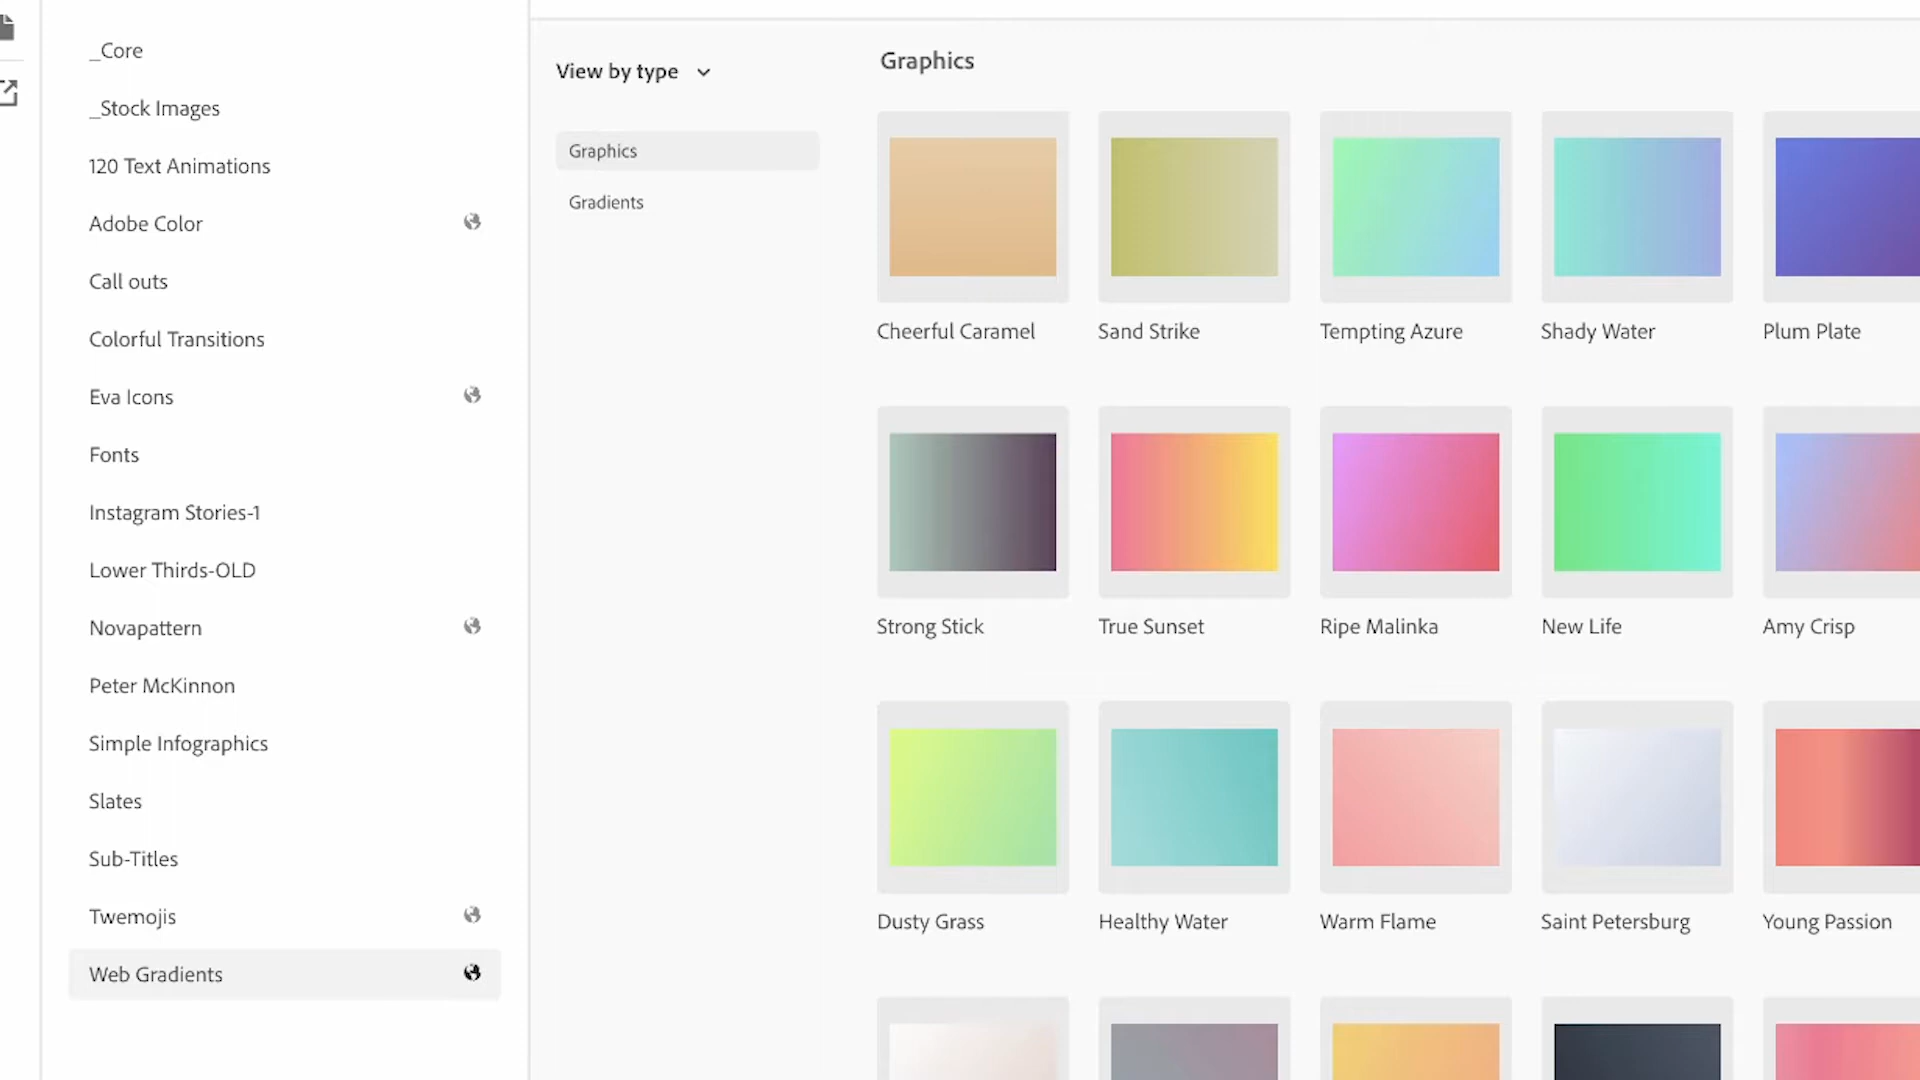 _Core
_Stock Images
120 Text Animations
Adobe Color
Call outs
Colorful Transitions
Eva Icons
Fonts
Instagram Stories-1
Lower Thirds-OLD
Novapattern
Peter McKinnon
Simple Infographics
Slates
Sub-Titles
Twemojis
Web Gradients
View by type
Graphics
Gradients
Graphics
Cheerful Caramel
Sand Strike
Tempting Azure
Shady Water
Plum Plate
Strong Stick
True Sunset
Ripe Malinka
New Life
Amy Crisp
Dusty Grass
Healthy Water
Warm Flame
Saint Petersburg
Young Passion